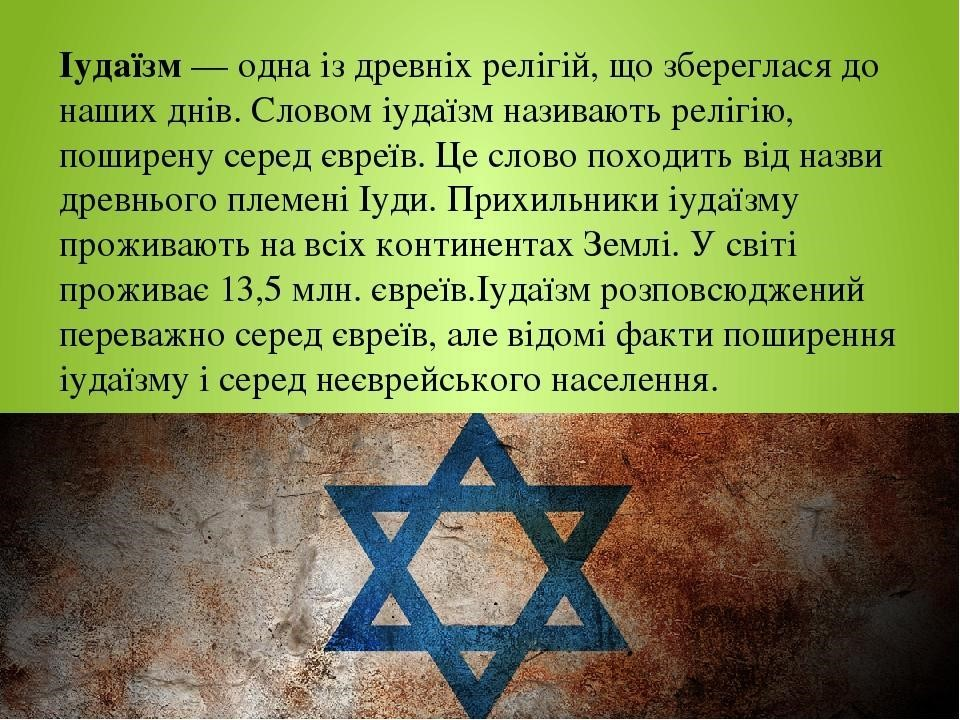 Іудаїзм — одна із древніх релігій, що збереглася до
наших днів. Словом іудаїзм називають релігію,
поширену серед євреїв. Це слово походить від назви
древнього племені Іуди. Прихильники іудаїзму
проживають на всіх континентах Землі. У світі
проживає 13,5 млн. євреїв.Іудаїзм розповсюджений
переважно серед євреїв, але відомі факти поширення
іудаїзму і серед неєврейського населення.